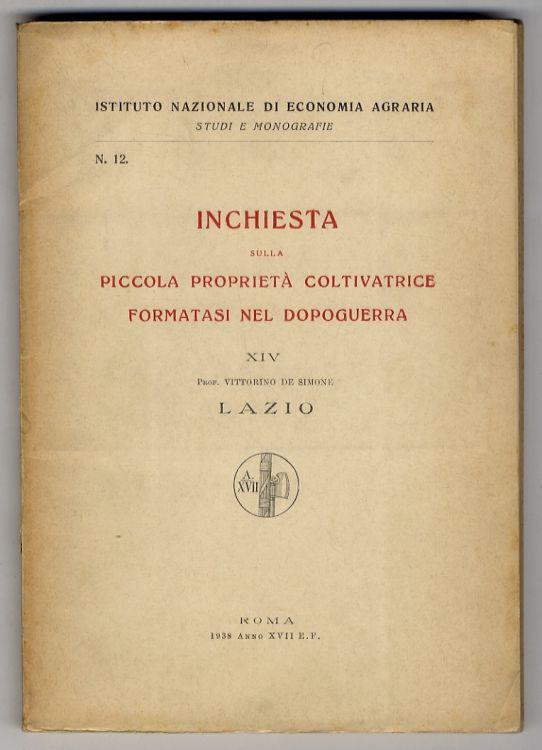 ISTITUTO NAZIONALE DI ECONOMIA AGRARIA
STUDI E MONOGRAFIE
N. 12.
INCHIESTA
SULLA
PICCOLA PROPRIETÀ COLTIVATRICE
FORMATASI NEL DOPOGUERRA
XIV
PROF. VITTORINO DE SIMONE
LAZIO
A.
XVII
ROMA
1938 ANNO XVII E.F.